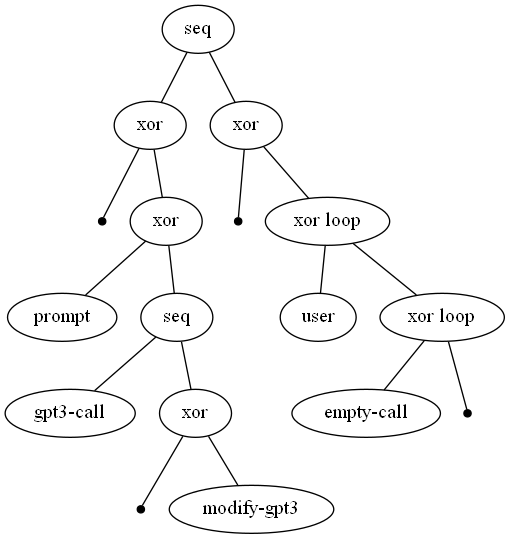 seq
xor
xor
xor
xor loop
prompt
seq
user
xor loop
gpt3-call
xor
empty-call
modify-gpt3